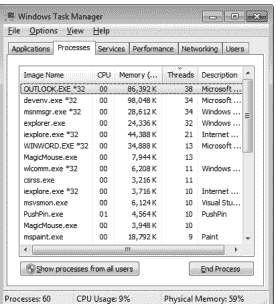 Windows Task Manager
File Options View Help
Applications Processes Services Performance Networking Users
Image Name CPU Memory (... Threads Description
OUTLOOK.EXE *32 00 86,392 K 38 Microsoft ...
devenv.exe *32 00 98,048 K 34 Microsoft ...
msnmsgr.exe *32 00 28,612 K 34 Windows ...
explorer.exe 00 24,336 K 32 Windows ...
iexplore.exe *32 00 44,388 K 21 Internet ...
WINWORD.EXE *32 00 34,888 K 13 Microsoft ...
MagicMouse.exe 00 7,944 K 13
wlcomm.exe *32 00 6,208 K 11 Windows ...
csrss.exe 00 3,216 K 11
iexplore.exe *32 00 3,716 K 10 Internet ...
msvsmon.exe 00 6,124 K 10 Visual Stu...
PushPin.exe 01 4,564 K 10 PushPin
MagicMouse.exe 00 3,948 K 10
mspaint.exe 00 18,792 K 9 Paint
Show processes from all users End Process
Processes: 60 CPU Usage: 9% Physical Memory: 59%